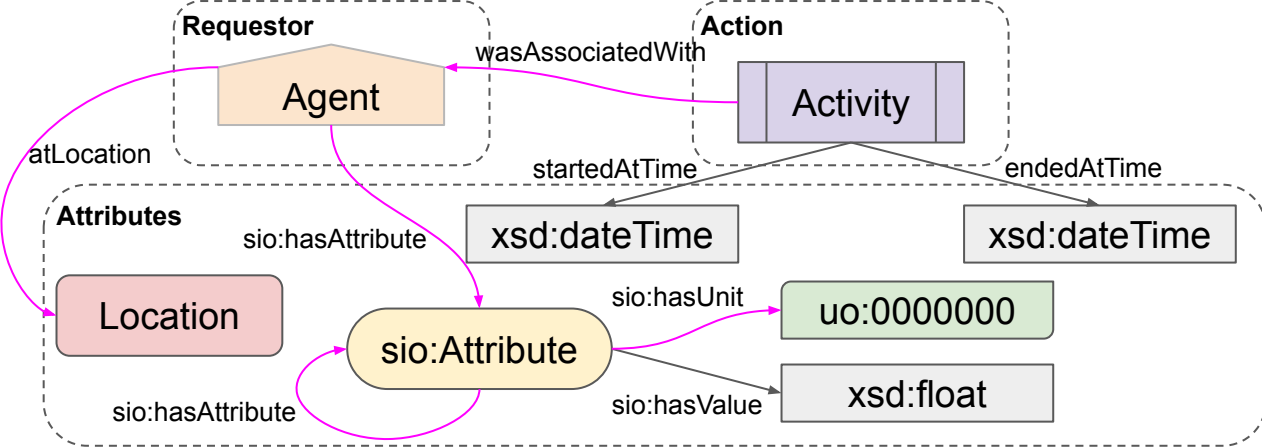 Requestor
Action
wasAssociatedWith
Agent
Activity
atLocation
startedAtTime
endedAtTime
Attributes
sio:hasAttribute
xsd:dateTime
xsd:dateTime
Location
sio:hasUnit
uo:0000000
sio:Attribute
sio:hasAttribute
sio:hasValue
xsd:float